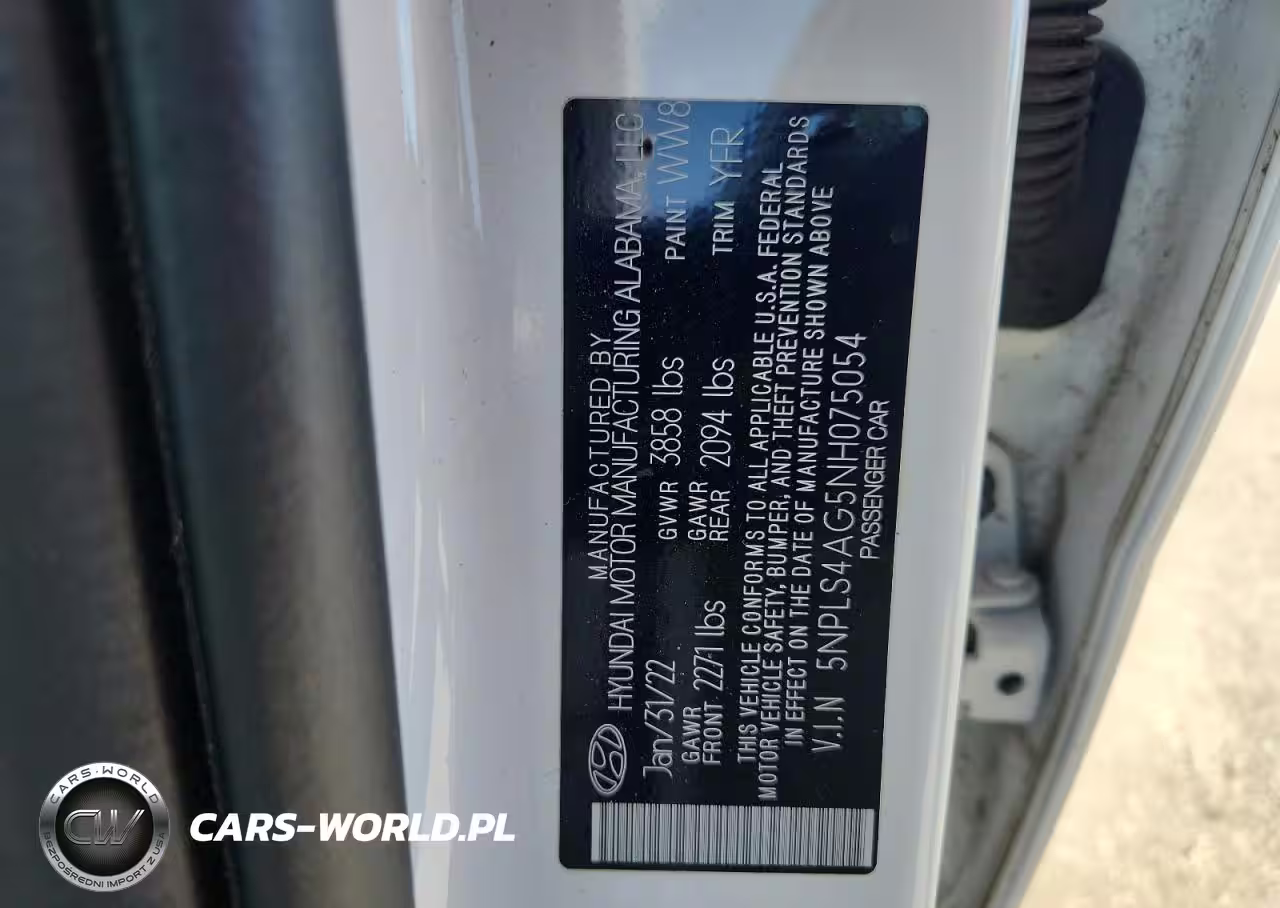 MANUFACTURED BY
HYUNDAI MOTOR MANUFACTURING ALABAMA, LLC
Jan/31/22 GVWR 3858 lbs PAINT WW8
GAWR FRONT 2271 lbs GAWR REAR 2094 lbs TRIM YFR
THIS VEHICLE CONFORMS TO ALL APPLICABLE U.S.A. FEDERAL
MOTOR VEHICLE SAFETY, BUMPER, AND THEFT PREVENTION STANDARDS
IN EFFECT ON THE DATE OF MANUFACTURE SHOWN ABOVE
V.I.N 5NPLS4AG5NH075054
PASSENGER CAR
CARS-WORLD
CW
BEZPOŚREDNI IMPORT Z USA
CARS-WORLD.PL